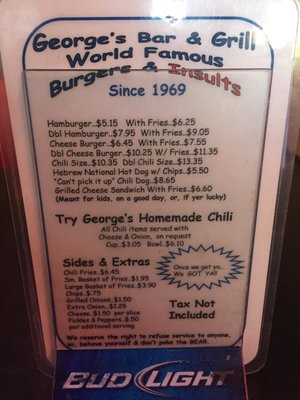 George's Bar & Grill
World Famous
Burgers & Insults
Since 1969
Hamburger..$5.15 With Fries..$6.25
Dbl Hamburger..$7.95 With Fries..$9.05
Cheese Burger..$6.45 With Fries..$7.55
Dbl Cheese Burger..$10.25 W/ Fries..$11.35
Chili Size..$10.35 Dbl Chili Size..$13.35
Hebrew National Hot Dog w/ Chips..$5.50
"Can't pick it up" Chili Dog..$8.65
Grilled Cheese Sandwich With Fries..$6.60
(Meant for kids, on a good day, or, if yer lucky)
Try George's Homemade Chili
All Chili items served with
Cheese & Onion, on request
Cup..$3.05 Bowl..$6.10
Sides & Extras
Chili Fries..$6.45
Sm. Basket of Fries..$1.95
Large Basket of Fries..$3.90
Chips..$.75
Grilled Onions..$1.50
Extra Onion..$1.25
Cheese..$1.50 per slice
Pickles & Peppers..$.50
per additional serving
Once we get ya..
We GOT YA!
Tax Not
Included
We reserve the right to refuse service to anyone,
so, behave yourself & don't poke the BEAR.
BUD LIGHT